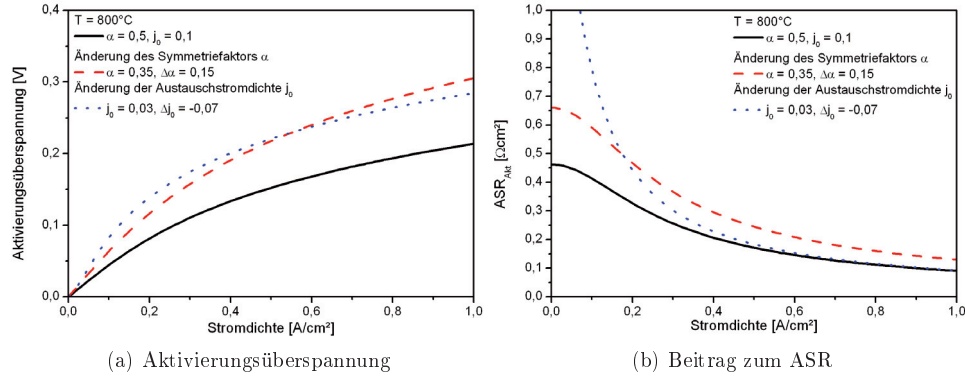 T = 800°C
α = 0,5, j₀ = 0,1
Änderung des Symmetriefaktors α
α = 0,35, Δα = 0,15
Änderung der Austauschstromdichte j₀
j₀ = 0,03, Δj₀ = -0,07
Aktivierungsüberspannung [V]
0,4
0,3
0,2
0,1
0,0
0,0 0,2 0,4 0,6 0,8 1,0
Stromdichte [A/cm²]
(a) Aktivierungsüberspannung
T = 800°C
α = 0,5, j₀ = 0,1
Änderung des Symmetriefaktors α
α = 0,35, Δα = 0,15
Änderung der Austauschstromdichte j₀
j₀ = 0,03, Δj₀ = -0,07
ASR_Akt [Ωcm²]
1,0
0,9
0,8
0,7
0,6
0,5
0,4
0,3
0,2
0,1
0,0
0,0 0,2 0,4 0,6 0,8 1,0
Stromdichte [A/cm²]
(b) Beitrag zum ASR